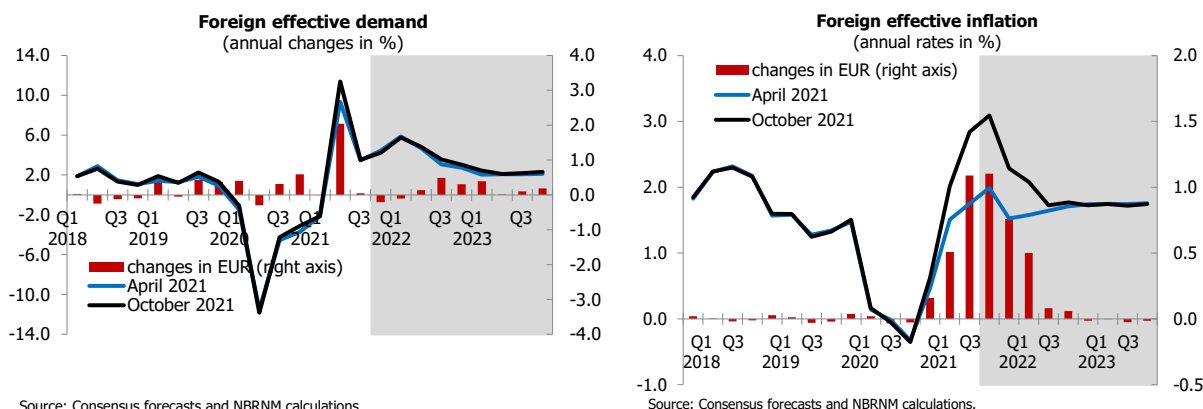 Foreign effective demand
(annual changes in %)
14.0
10.0
6.0
2.0
-2.0
-6.0
-10.0
-14.0
4.0
3.0
2.0
1.0
0.0
-1.0
-2.0
-3.0
-4.0
Q1 Q3 Q1 Q3 Q1 Q3 Q1 Q3 Q1 Q3 Q1 Q3
2018 2019 2020 2021 2022 2023
changes in EUR (right axis)
April 2021
October 2021
Source: Consensus forecasts and NBRNM calculations.
Foreign effective inflation
(annual rates in %)
4.0
3.0
2.0
1.0
0.0
-1.0
2.0
1.5
1.0
0.5
0.0
-0.5
changes in EUR (right axis)
April 2021
October 2021
Q1 Q3 Q1 Q3 Q1 Q3 Q1 Q3 Q1 Q3 Q1 Q3
2018 2019 2020 2021 2022 2023
Source: Consensus forecasts and NBRNM calculations.